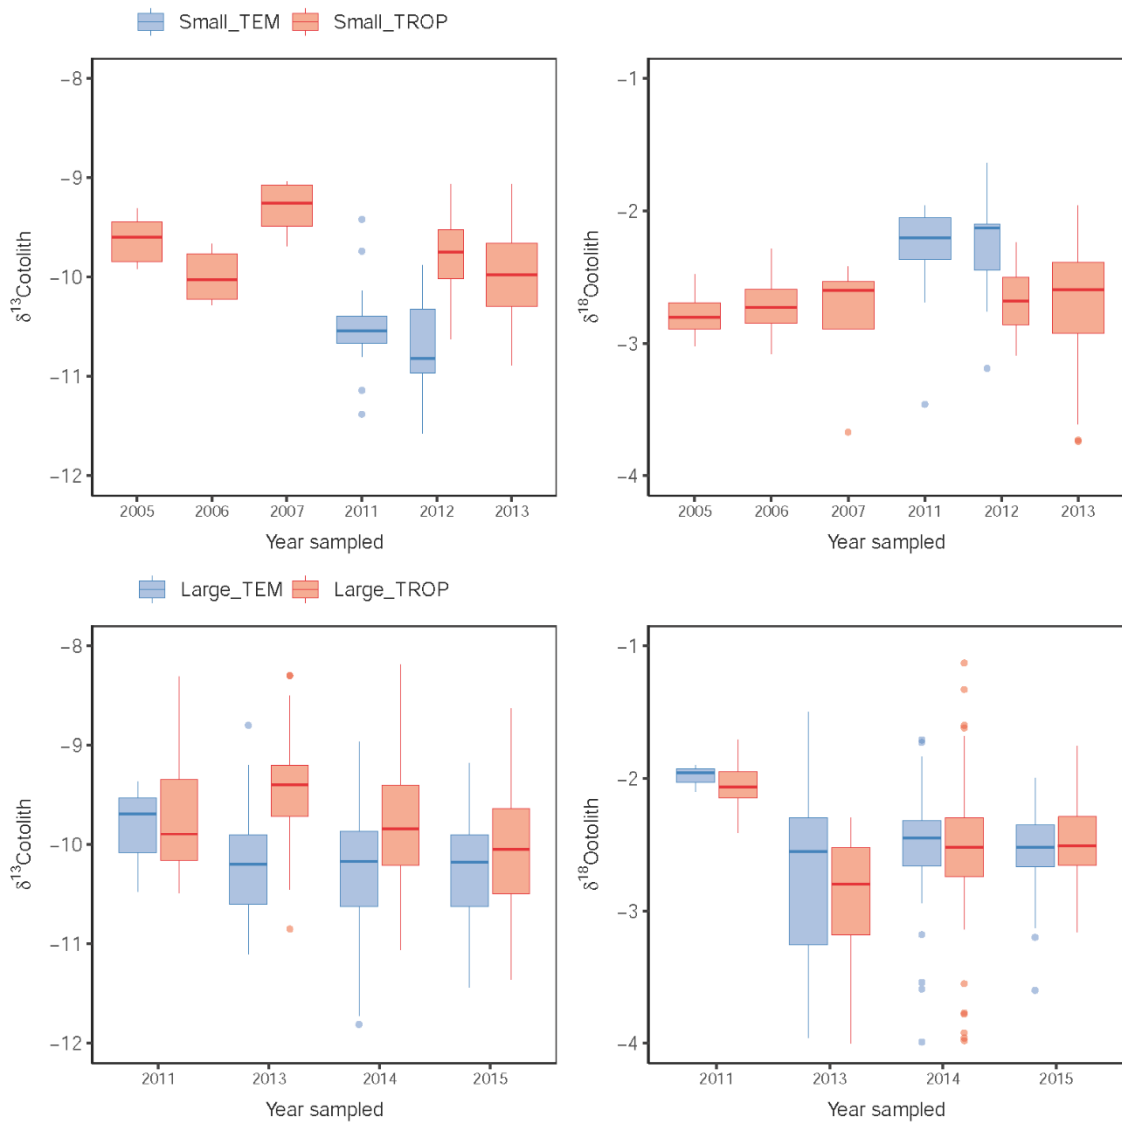 Small_TEM Small_TROP
−8
−9
−10
−11
−12
δ¹³Cotolith
2005 2006 2007 2011 2012 2013
Year sampled
−1
−2
−3
−4
δ¹⁸Ootolith
2005 2006 2007 2011 2012 2013
Year sampled
Large_TEM Large_TROP
−8
−9
−10
−11
−12
δ¹³Cotolith
2011 2013 2014 2015
Year sampled
−1
−2
−3
−4
δ¹⁸Ootolith
2011 2013 2014 2015
Year sampled